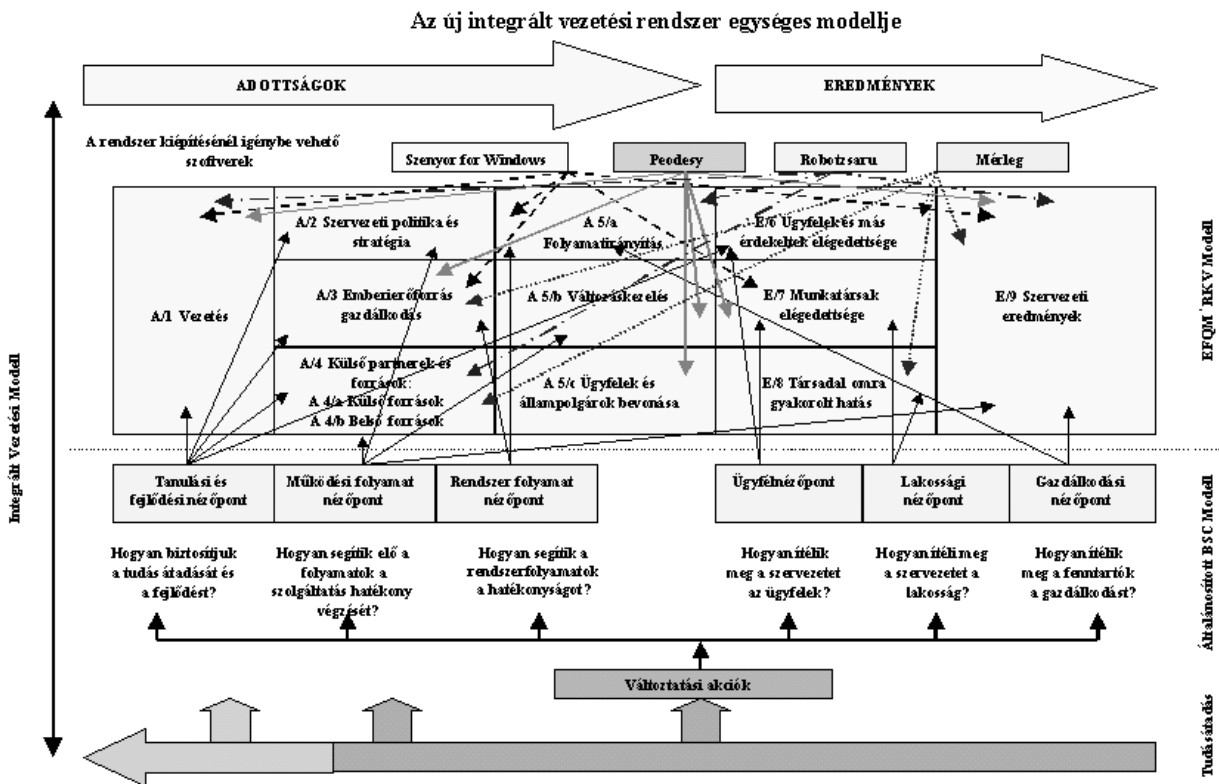 Az új integrált vezetési rendszer egységes modellje
ADOTTSÁGOK
EREDMÉNYEK
A rendszer kiépítésénél igénybe vehető
szoftverek
Szenyor for Windows
Peodesy
Robotzsaru
Mérleg
A/1 Vezetés
A/2 Szervezeti politika és
stratégia
A/3 Emberierőforrás
gazdálkodás
A/4 Külső partnerek és
források:
A 4/a Külső források
A 4/b Belső források
A 5/a
Folyamatirányítás
A 5/b Változáskezelés
A 5/c Ügyfelek és
állampolgárok bevonása
E/6 Ügyfelek és más
érdekeltek elégedettsége
E/7 Munkatársak
elégedettsége
E/8 Társadal omra
gyakorolt hatás
E/9 Szervezeti
eredmények
Tanulási és
fejlődési nézőpont
Működési folyamat
nézőpont
Rendszer folyamat
nézőpont
Ügyfélnézőpont
Lakossági
nézőpont
Gazdálkodási
nézőpont
Hogyan biztosítjuk
a tudás átadását és
a fejlődést?
Hogyan segítik elő a
folyamatok a
szolgáltatás hatékony
végzését?
Hogyan segítik a
rendszerfolyamatok
a hatékonyságot?
Hogyan ítélik
meg a szervezetet
az ügyfelek?
Hogyan ítéli meg
a szervezetet a
lakosság?
Hogyan ítélik
meg a fenntartók
a gazdálkodást?
Változtatási akciók
Integrált Vezetési Modell
EFQM`RKV Modell
Általánosított BSC Modell
Tudásátadás